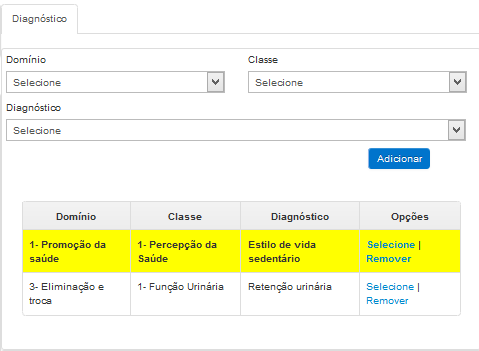 Diagnóstico
Domínio Classe
Selecione Selecione
Diagnóstico
Selecione
Adicionar
Domínio Classe Diagnóstico Opções
1- Promoção da 1- Percepção da Estilo de vida Selecione |
saúde Saúde sedentário Remover
3- Eliminação e 1- Função Urinária Retenção urinária Selecione |
troca Remover